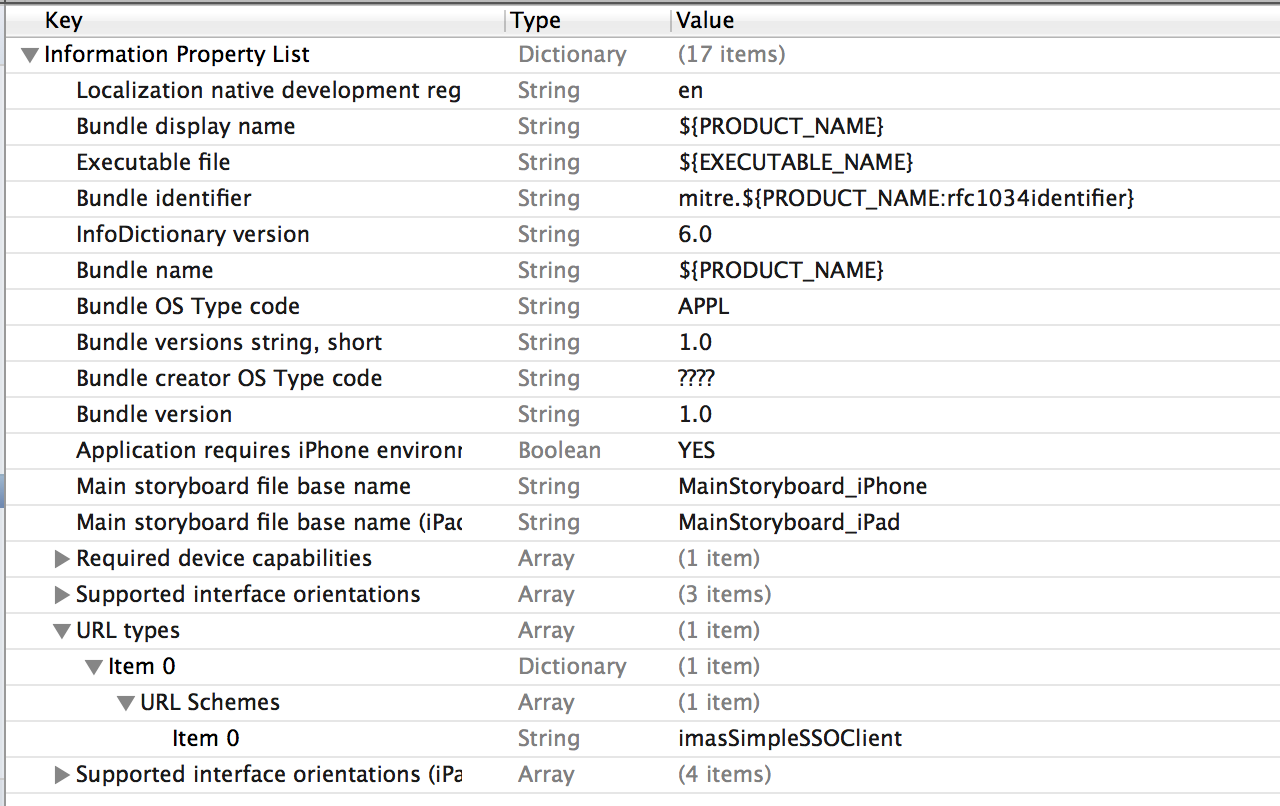 Key Type Value
Information Property List Dictionary (17 items)
Localization native development reg String en
Bundle display name String ${PRODUCT_NAME}
Executable file String ${EXECUTABLE_NAME}
Bundle identifier String mitre.${PRODUCT_NAME:rfc1034identifier}
InfoDictionary version String 6.0
Bundle name String ${PRODUCT_NAME}
Bundle OS Type code String APPL
Bundle versions string, short String 1.0
Bundle creator OS Type code String ????
Bundle version String 1.0
Application requires iPhone environr Boolean YES
Main storyboard file base name String MainStoryboard_iPhone
Main storyboard file base name (iPad String MainStoryboard_iPad
Required device capabilities Array (1 item)
Supported interface orientations Array (3 items)
URL types Array (1 item)
Item 0 Dictionary (1 item)
URL Schemes Array (1 item)
Item 0 String imasSimpleSSOClient
Supported interface orientations (iPa Array (4 items)